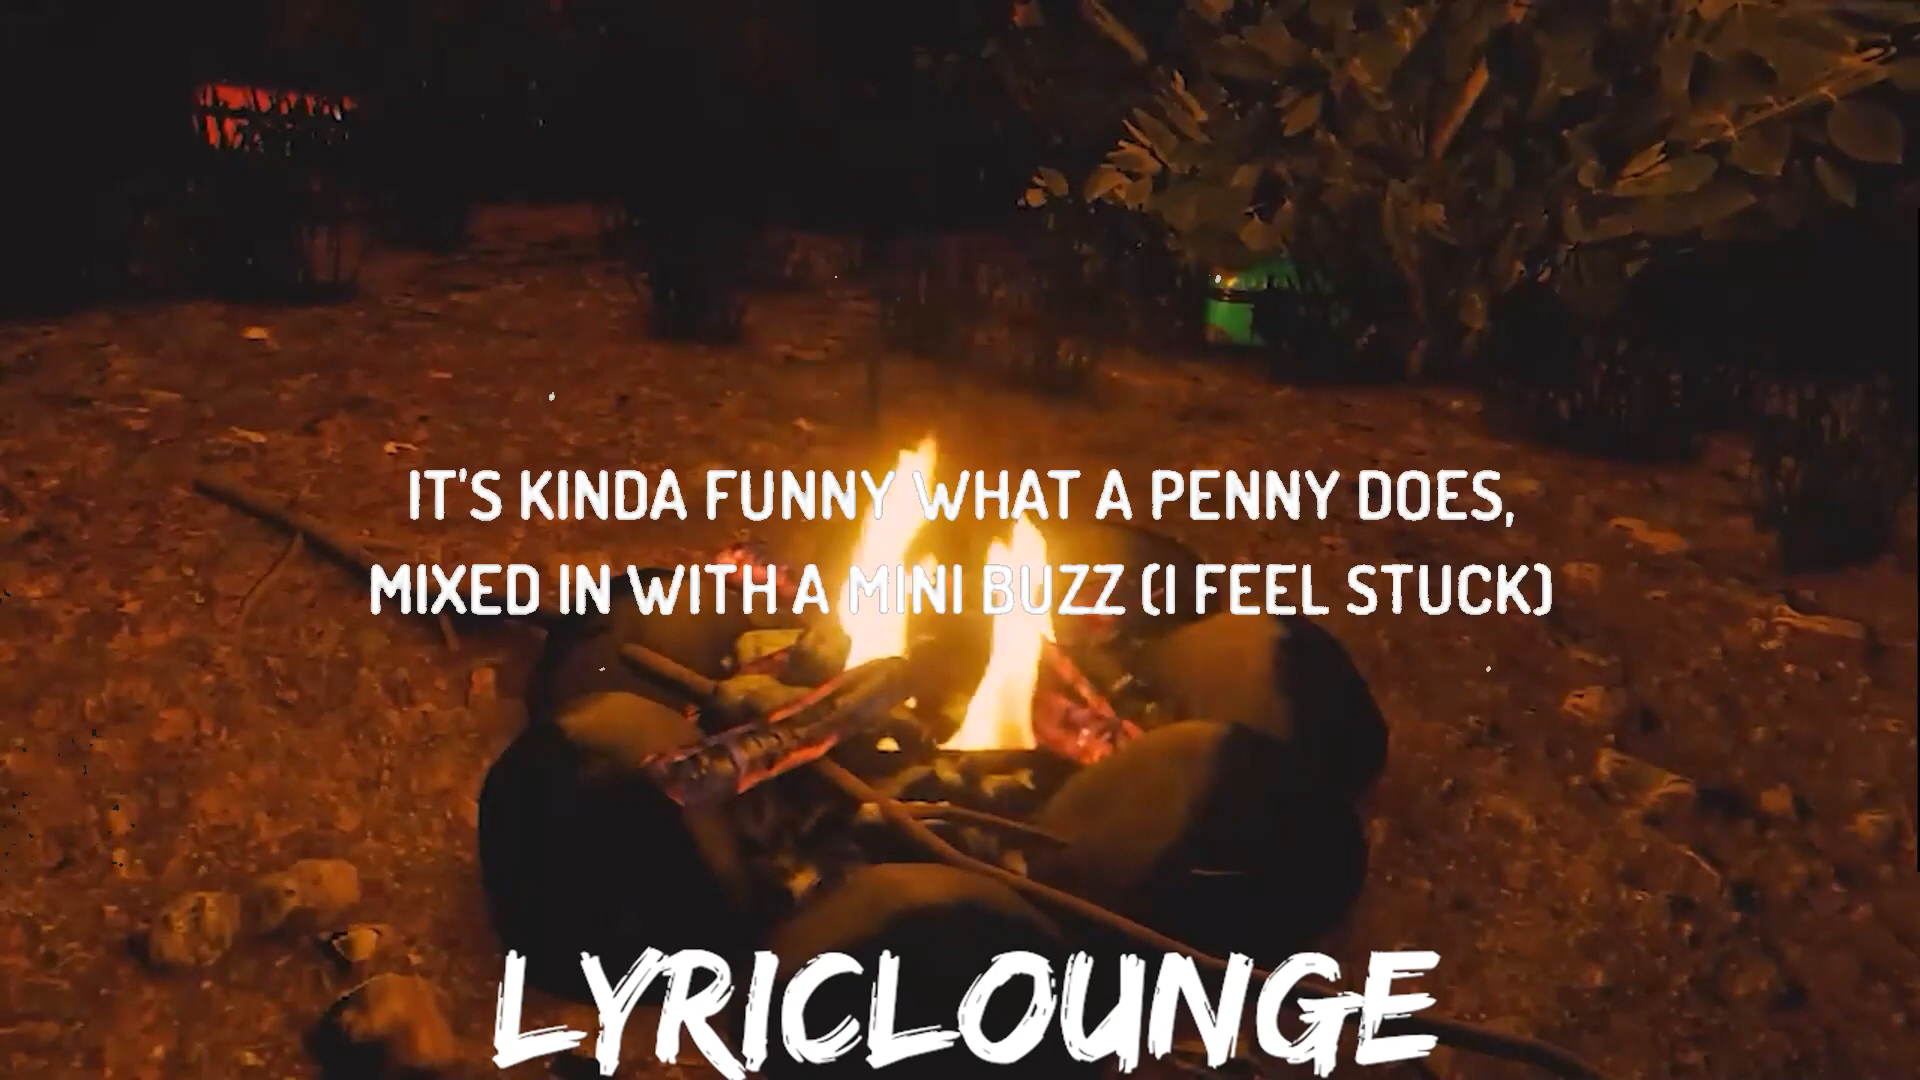 IT'S KINDA FUNNY WHAT A PENNY DOES,
MIXED IN WITH A MINI BUZZ (I FEEL STUCK)
LYRICLOUNGE